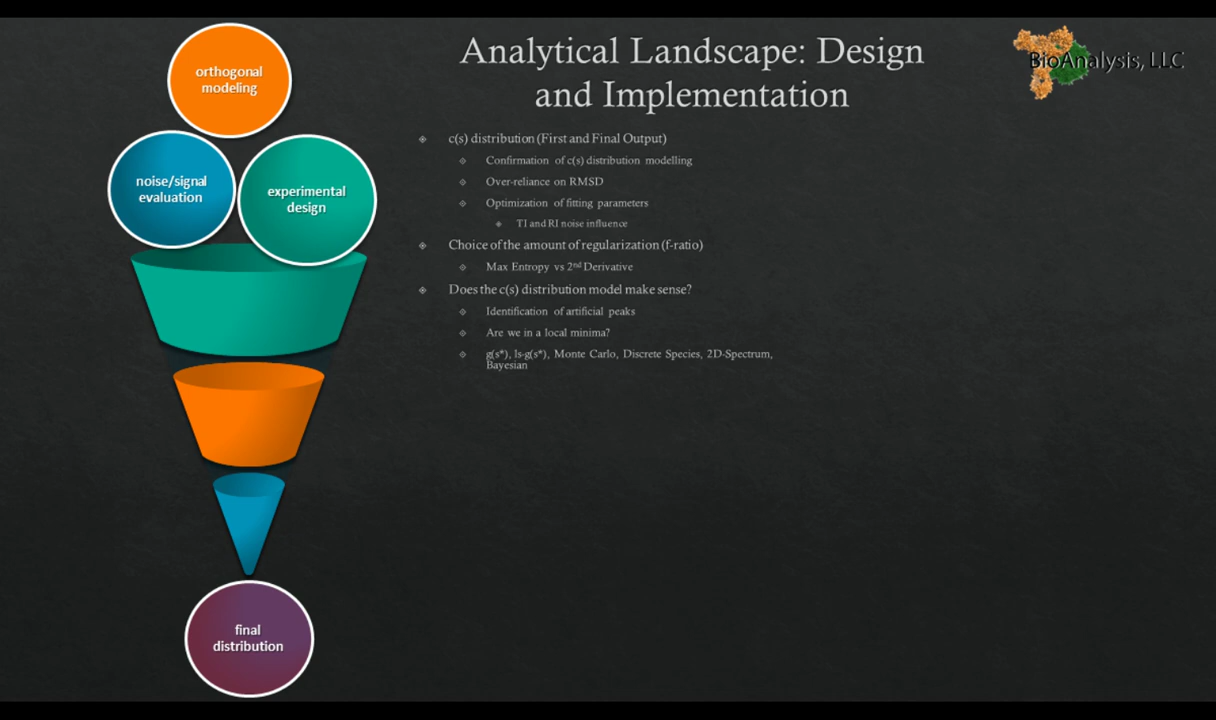 Analytical Landscape: Design
and Implementation
BioAnalysis, LLC
orthogonal
modeling
noise/signal
evaluation
experimental
design
final
distribution
c(s) distribution (First and Final Output)
Confirmation of c(s) distribution modelling
Over-reliance on RMSD
Optimization of fitting parameters
TI and RI noise influence
Choice of the amount of regularization (f-ratio)
Max Entropy vs 2nd Derivative
Does the c(s) distribution model make sense?
Identification of artificial peaks
Are we in a local minima?
g(s*), ls-g(s*), Monte Carlo, Discrete Species, 2D-Spectrum,
Bayesian